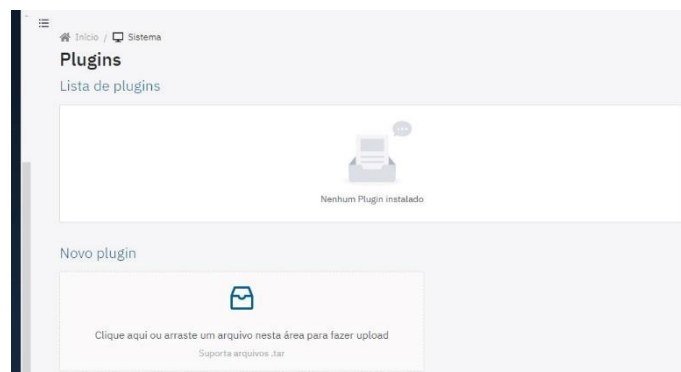 Início / Sistema
Plugins
Lista de plugins
Nenhum Plugin instalado
Novo plugin
Clique aqui ou arraste um arquivo nesta área para fazer upload
Suporta arquivos .tar